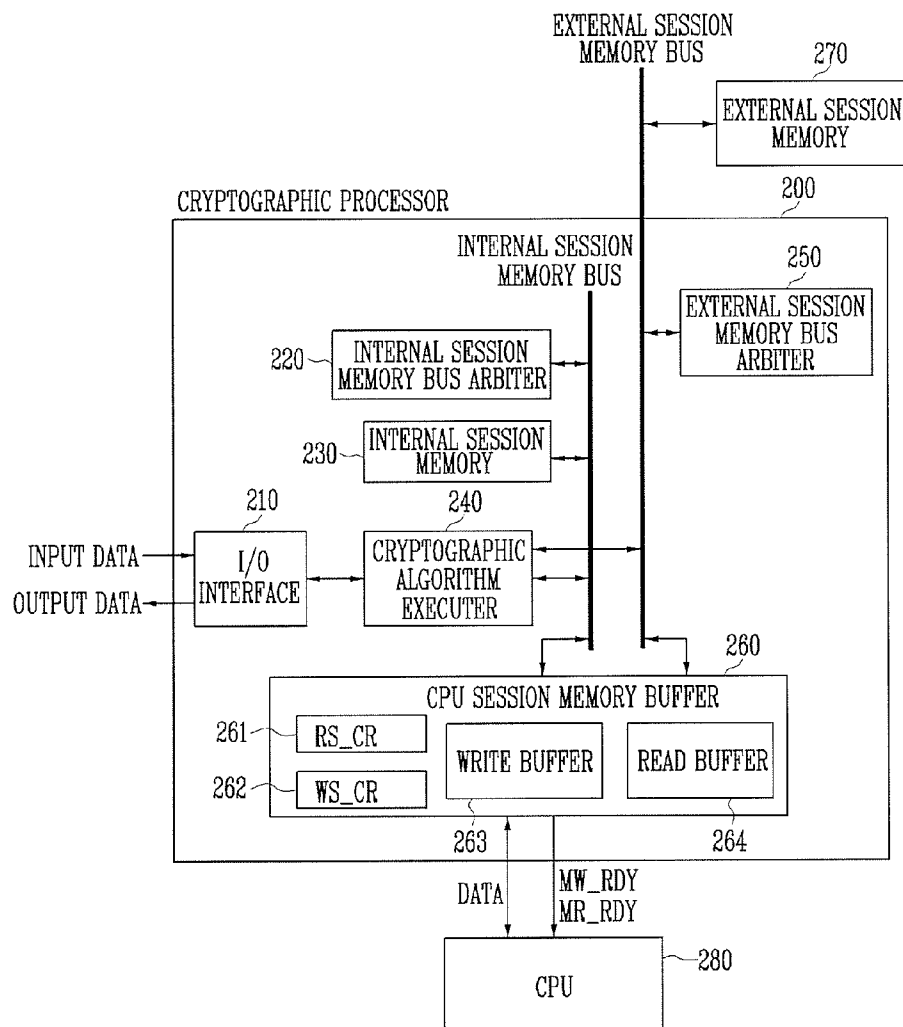 EXTERNAL SESSION
MEMORY BUS
270
EXTERNAL SESSION
MEMORY
CRYPTOGRAPHIC PROCESSOR
200
INTERNAL SESSION
MEMORY BUS
250
EXTERNAL SESSION
MEMORY BUS
ARBITER
220
INTERNAL SESSION
MEMORY BUS ARBITER
230
INTERNAL SESSION
MEMORY
210
240
INPUT DATA
OUTPUT DATA
I/O
INTERFACE
CRYPTOGRAPHIC
ALGORITHM
EXECUTER
260
CPU SESSION MEMORY BUFFER
261
RS_CR
262
WS_CR
WRITE BUFFER
READ BUFFER
263
264
DATA
MW_RDY
MR_RDY
CPU
280